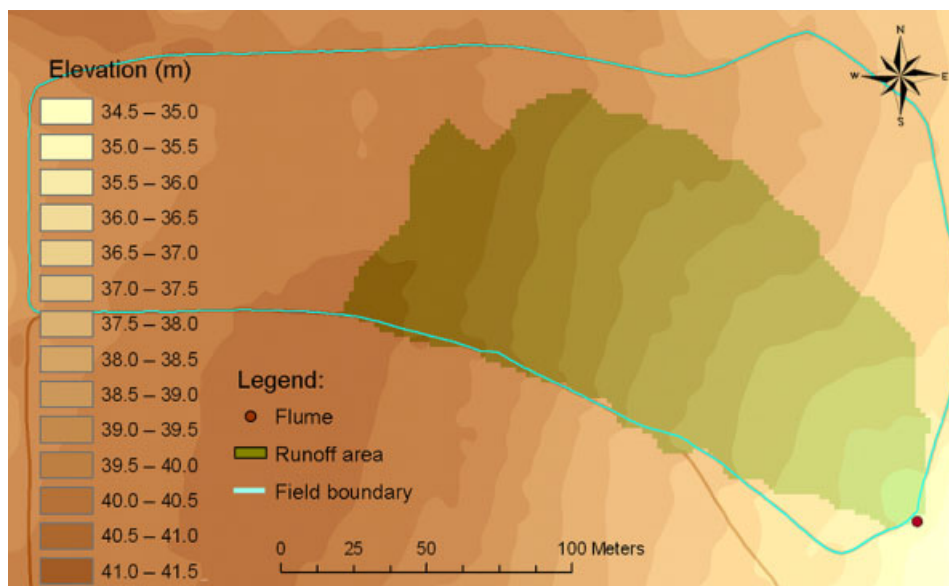 N
W E
S
Elevation (m)
34.5 – 35.0
35.0 – 35.5
35.5 – 36.0
36.0 – 36.5
36.5 – 37.0
37.0 – 37.5
37.5 – 38.0
38.0 – 38.5
38.5 – 39.0
39.0 – 39.5
39.5 – 40.0
40.0 – 40.5
40.5 – 41.0
41.0 – 41.5
Legend:
Flume
Runoff area
Field boundary
0 25 50 100 Meters